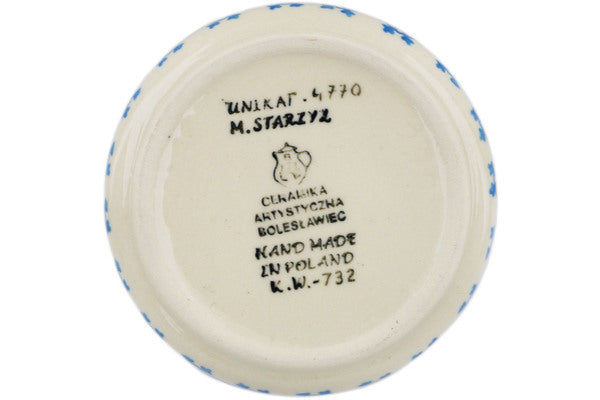 UNIKAT. 4770
M. STARZYK
CERAMIKA
ARTYSTYCZNA
BOLESŁAWIEC
HAND MADE
IN POLAND
K.W.-732